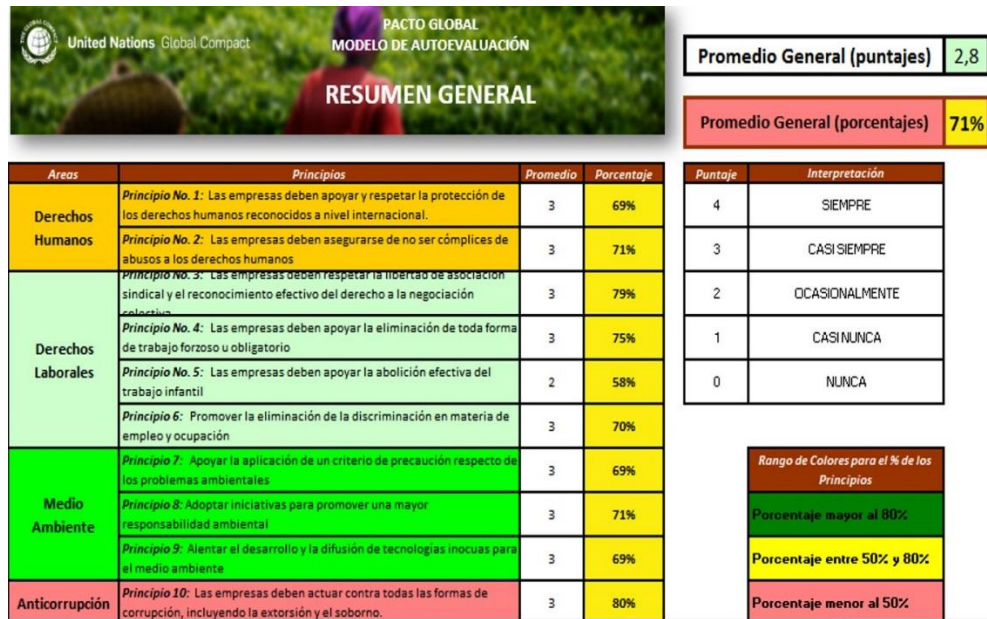 THE GLOBAL COMPACT
United Nations Global Compact
PACTO GLOBAL
MODELO DE AUTOEVALUACIÓN
RESUMEN GENERAL
Promedio General (puntajes) 2,8
Promedio General (porcentajes) 71%
Areas Principios Promedio Porcentaje
Derechos Humanos
Principio No. 1: Las empresas deben apoyar y respetar la protección de
los derechos humanos reconocidos a nivel internacional.
3 69%
Principio No. 2: Las empresas deben asegurarse de no ser cómplices de
abusos a los derechos humanos
3 71%
Derechos Laborales
Principio No. 3: Las empresas deben respetar la libertad de asociación
sindical y el reconocimiento efectivo del derecho a la negociación
colectiva
3 79%
Principio No. 4: Las empresas deben apoyar la eliminación de toda forma
de trabajo forzoso u obligatorio
3 75%
Principio No. 5: Las empresas deben apoyar la abolición efectiva del
trabajo infantil
2 58%
Principio 6: Promover la eliminación de la discriminación en materia de
empleo y ocupación
3 70%
Medio Ambiente
Principio 7: Apoyar la aplicación de un criterio de precaución respecto de
los problemas ambientales
3 69%
Principio 8: Adoptar iniciativas para promover una mayor
responsabilidad ambiental
3 71%
Principio 9: Alentar el desarrollo y la difusión de tecnologías inocuas para
el medio ambiente
3 69%
Anticorrupción
Principio 10: Las empresas deben actuar contra todas las formas de
corrupción, incluyendo la extorsión y el soborno.
3 80%
Puntaje Interpretación
4 SIEMPRE
3 CASI SIEMPRE
2 OCASIONALMENTE
1 CASI NUNCA
0 NUNCA
Rango de Colores para el % de los
Principios
Porcentaje mayor al 80%
Porcentaje entre 50% y 80%
Porcentaje menor al 50%